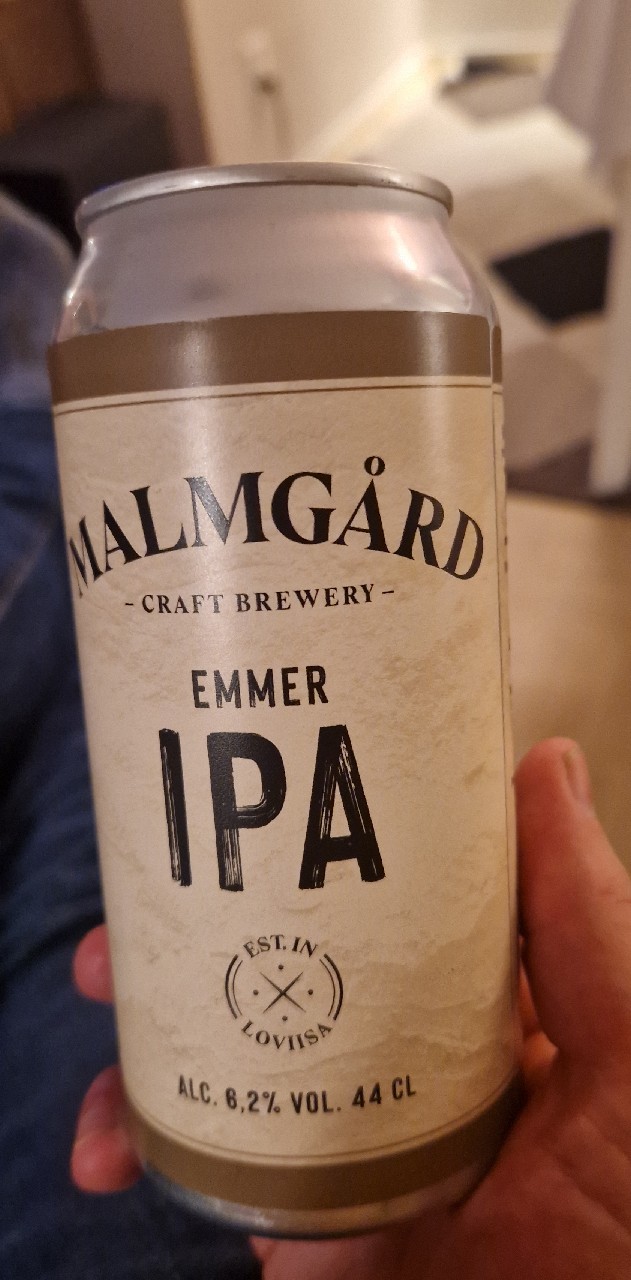 MALMGÅRD
- CRAFT BREWERY -
EMMER
IPA
EST. IN
LOVIISA
ALC. 6,2% VOL. 44 CL